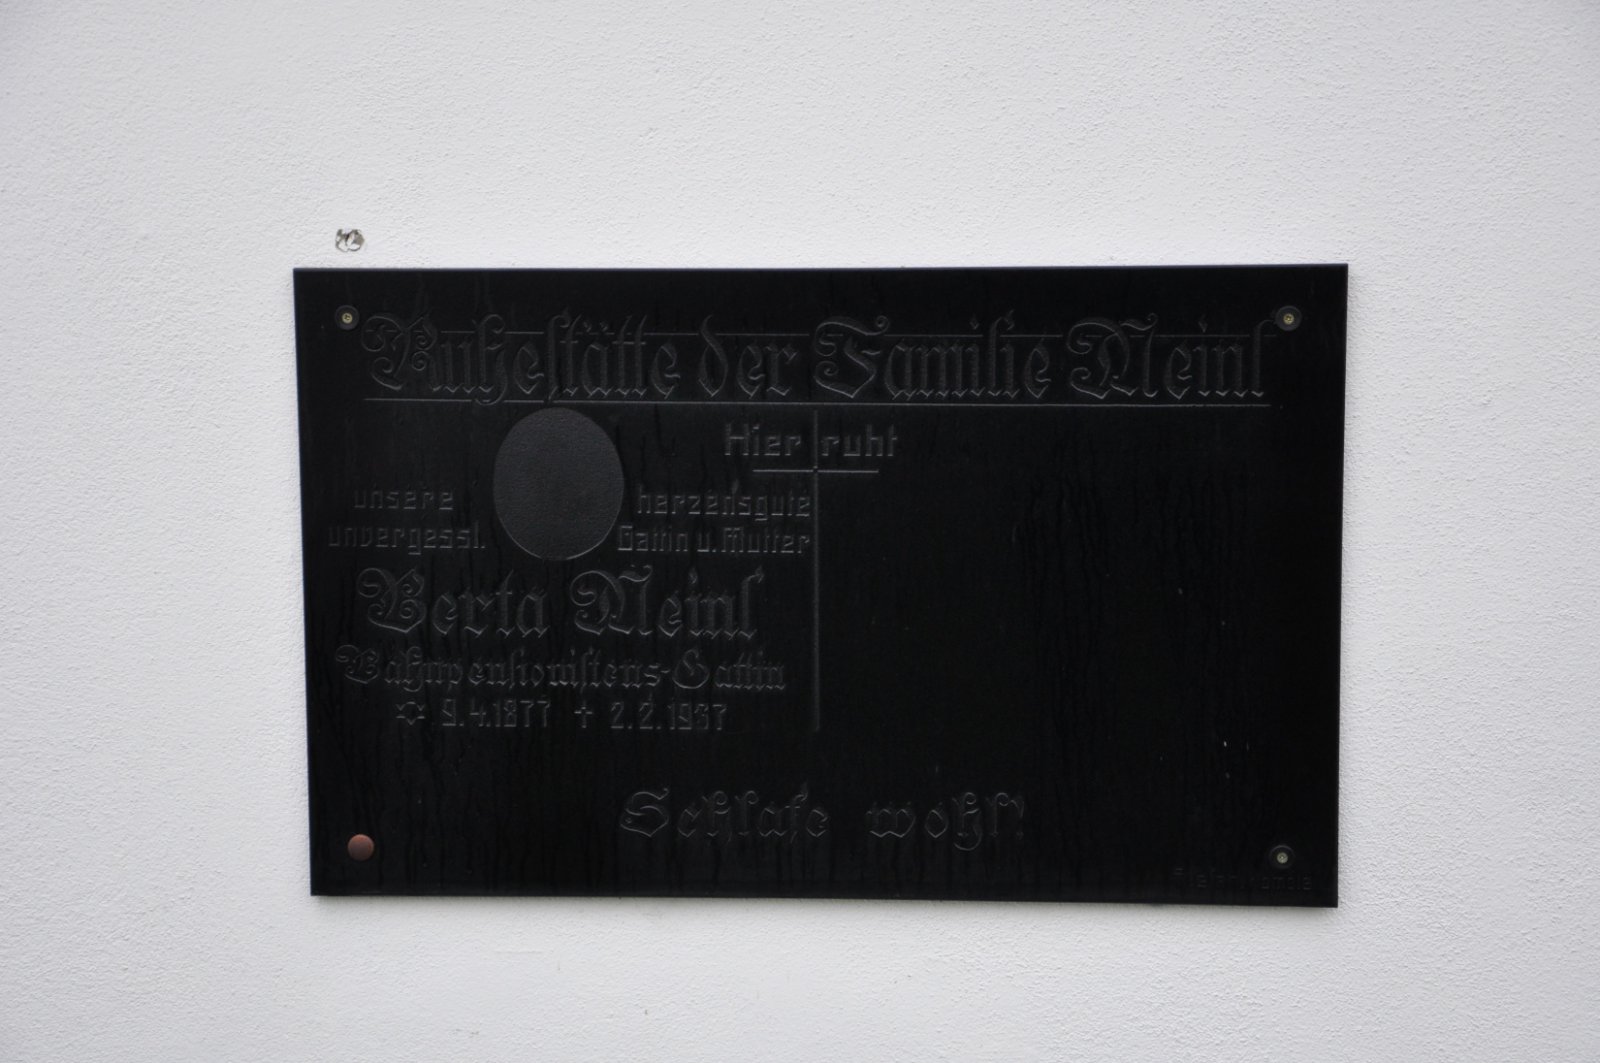 Ruhestätte der Familie Meinl
Hier ruht
unsere herzensgute
unvergessl. Gattin u. Mutter
Berta Meinl
Bahnpensionistens-Gattin
9.4.1877 † 2.2.1937
Schlafe wohl!